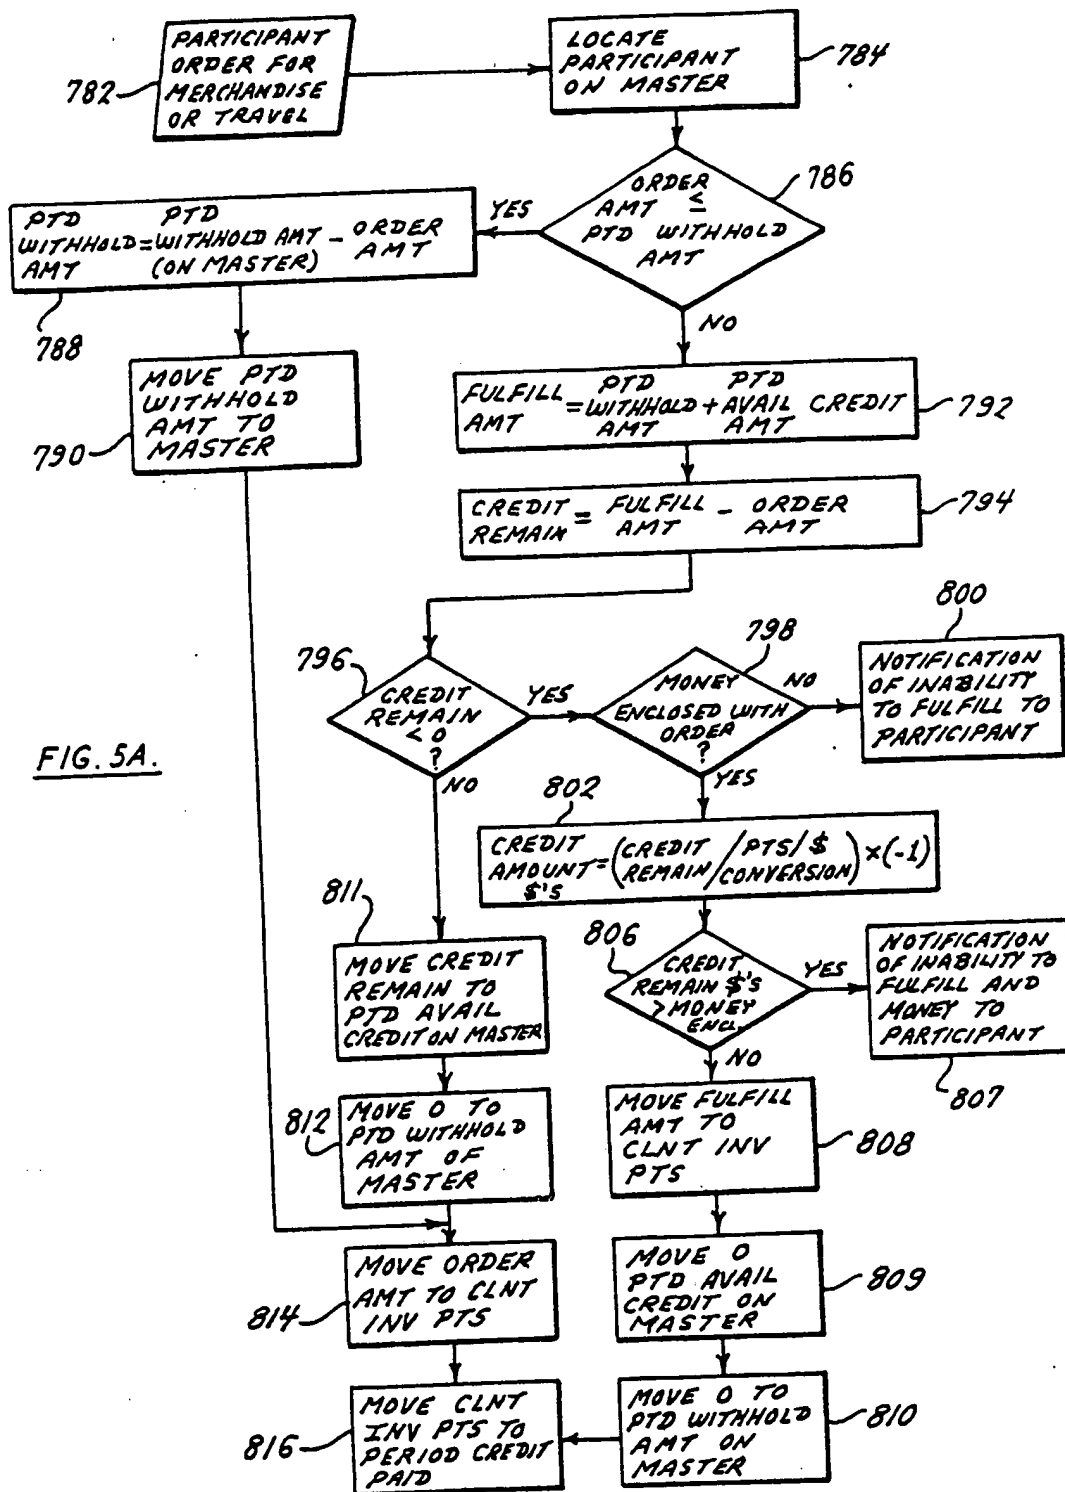 PARTICIPANT
ORDER FOR
MERCHANDISE
OR TRAVEL
782
LOCATE
PARTICIPANT
ON MASTER
784
ORDER
AMT ≤
PTD WITHHOLD
AMT
786
YES
NO
PTD PTD
WITHHOLD = WITHHOLD AMT - ORDER
AMT (ON MASTER) AMT
788
MOVE PTD
WITHHOLD
AMT TO
MASTER
790
PTD PTD
FULFILL = WITHHOLD + AVAIL CREDIT
AMT AMT AMT
792
CREDIT = FULFILL - ORDER
REMAIN AMT AMT
794
796
CREDIT
REMAIN
< 0
?
YES
NO
798
MONEY
ENCLOSED WITH
ORDER
?
NO
YES
800
NOTIFICATION
OF INABILITY
TO FULFILL TO
PARTICIPANT
FIG. 5A.
802
CREDIT
AMOUNT = (CREDIT REMAIN / PTS/$ CONVERSION) × (-1)
$'S
806
CREDIT
REMAIN $'S
> MONEY
ENCL.
YES
NO
NOTIFICATION
OF INABILITY TO
FULFILL AND
MONEY TO
PARTICIPANT
807
811
MOVE CREDIT
REMAIN TO
PTD AVAIL
CREDIT ON MASTER
812
MOVE 0 TO
PTD WITHHOLD
AMT OF
MASTER
MOVE FULFILL
AMT TO
CLNT INV
PTS
808
MOVE 0
PTD AVAIL
CREDIT ON
MASTER
809
MOVE ORDER
AMT TO CLNT
INV PTS
814
MOVE CLNT
INV PTS TO
PERIOD CREDIT
PAID
816
MOVE 0 TO
PTD WITHHOLD
AMT ON
MASTER
810